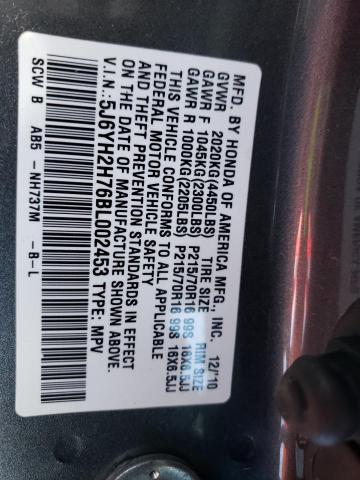 MFD. BY HONDA OF AMERICA MFG., INC. 12/'10
GVWR 2020KG(4450LBS) TIRE SIZE RIM SIZE
GAWR F 1045KG(2305LBS) P215/70R16 99S 16X6.5JJ
GAWR R 1000KG(2205LBS) P215/70R16 99S 16X6.5JJ
THIS VEHICLE CONFORMS TO ALL APPLICABLE
FEDERAL MOTOR VEHICLE SAFETY
AND THEFT PREVENTION STANDARDS IN EFFECT
ON THE DATE OF MANUFACTURE SHOWN ABOVE.
V.I.N.: 5J6YH2H76BL002453 TYPE: MPV
SCW B AB5 -NH737M -B-L